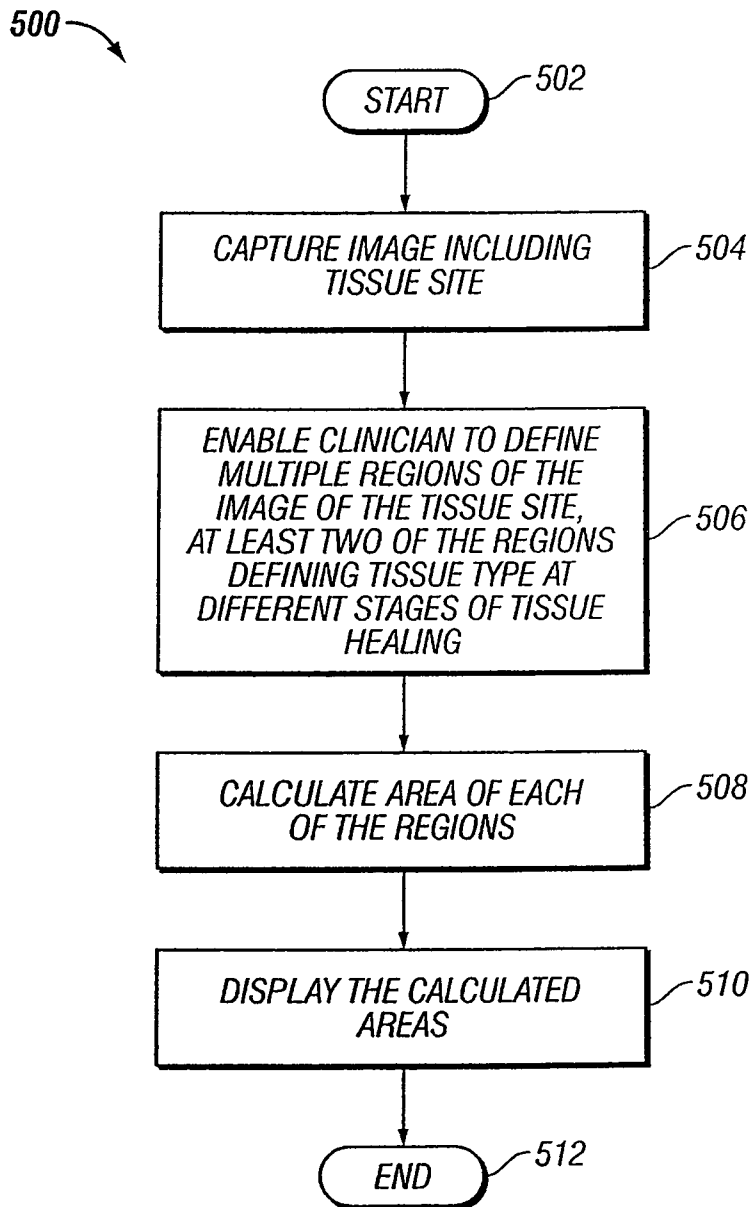 500
START
502
CAPTURE IMAGE INCLUDING
TISSUE SITE
504
ENABLE CLINICIAN TO DEFINE
MULTIPLE REGIONS OF THE
IMAGE OF THE TISSUE SITE,
AT LEAST TWO OF THE REGIONS
DEFINING TISSUE TYPE AT
DIFFERENT STAGES OF TISSUE
HEALING
506
CALCULATE AREA OF EACH
OF THE REGIONS
508
DISPLAY THE CALCULATED
AREAS
510
END
512